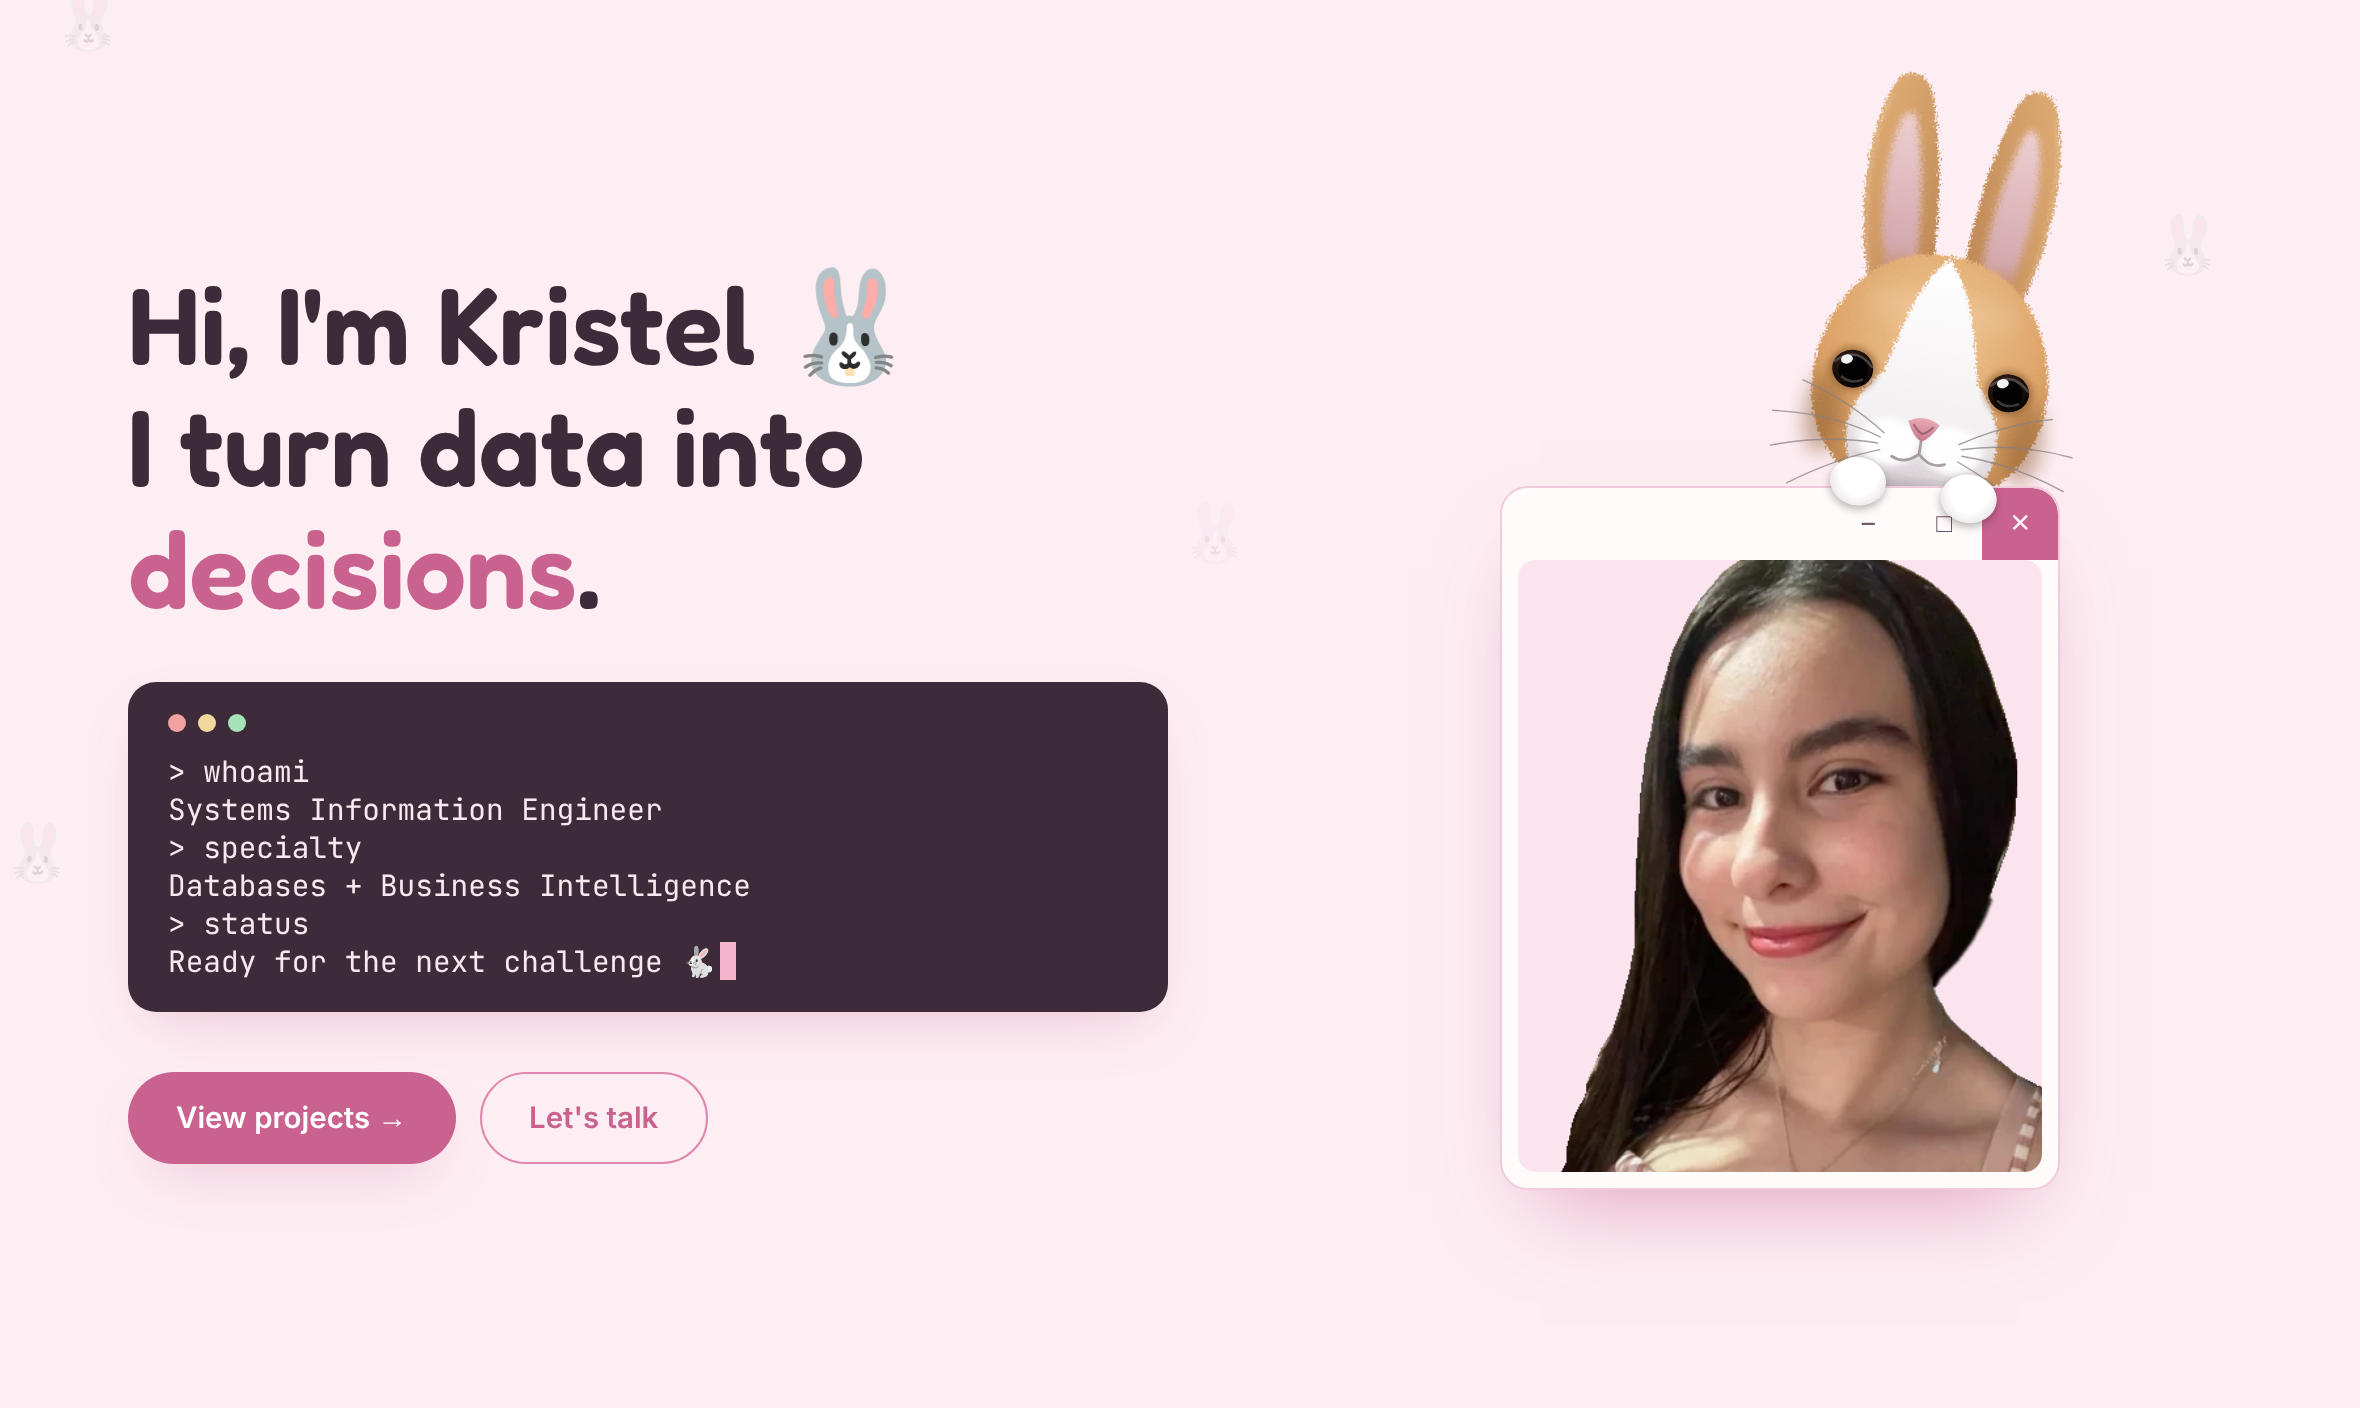 Hi, I'm Kristel 🐰
I turn data into
decisions.
> whoami
Systems Information Engineer
> specialty
Databases + Business Intelligence
> status
Ready for the next challenge 🐇
View projects →
Let's talk